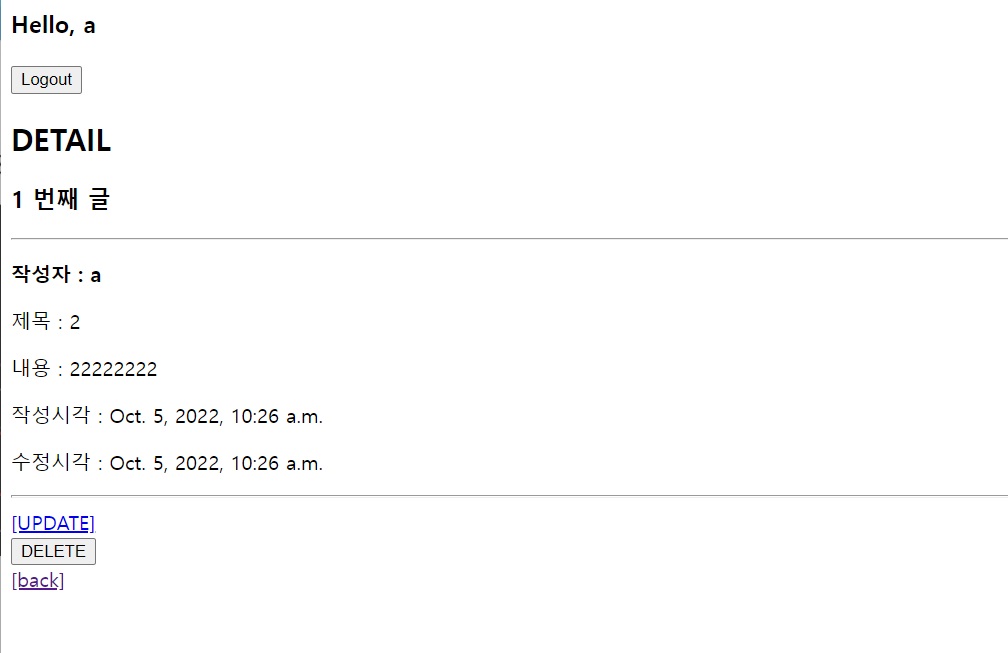 Hello, a
Logout
DETAIL
1 번째 글
작성자 : a
제목 : 2
내용 : 22222222
작성시각 : Oct. 5, 2022, 10:26 a.m.
수정시각 : Oct. 5, 2022, 10:26 a.m.
[UPDATE]
DELETE
[back]